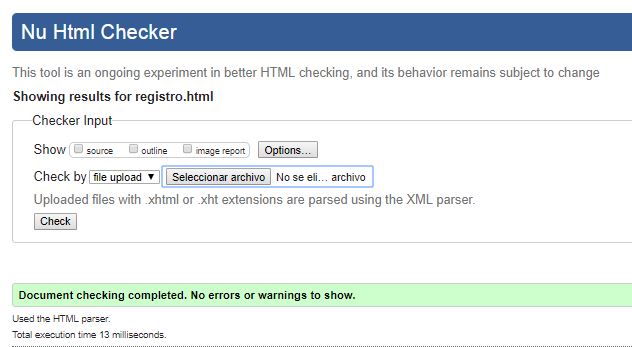 Nu Html Checker
This tool is an ongoing experiment in better HTML checking, and its behavior remains subject to change
Showing results for registro.html
Checker Input
Show source outline image report Options...
Check by file upload Seleccionar archivo No se eli... archivo
Uploaded files with .xhtml or .xht extensions are parsed using the XML parser.
Check
Document checking completed. No errors or warnings to show.
Used the HTML parser.
Total execution time 13 milliseconds.